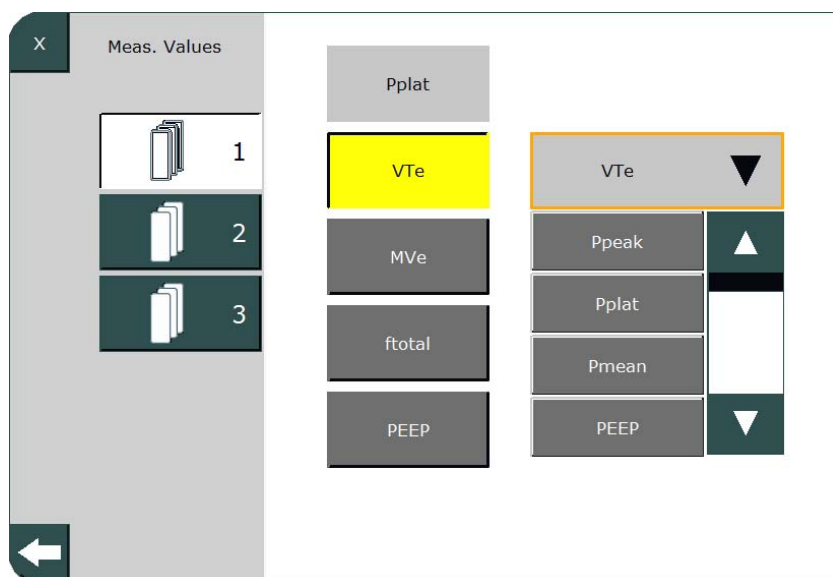 X
Meas. Values
1
2
3
Pplat
VTe
MVe
ftotal
PEEP
VTe
Ppeak
Pplat
Pmean
PEEP